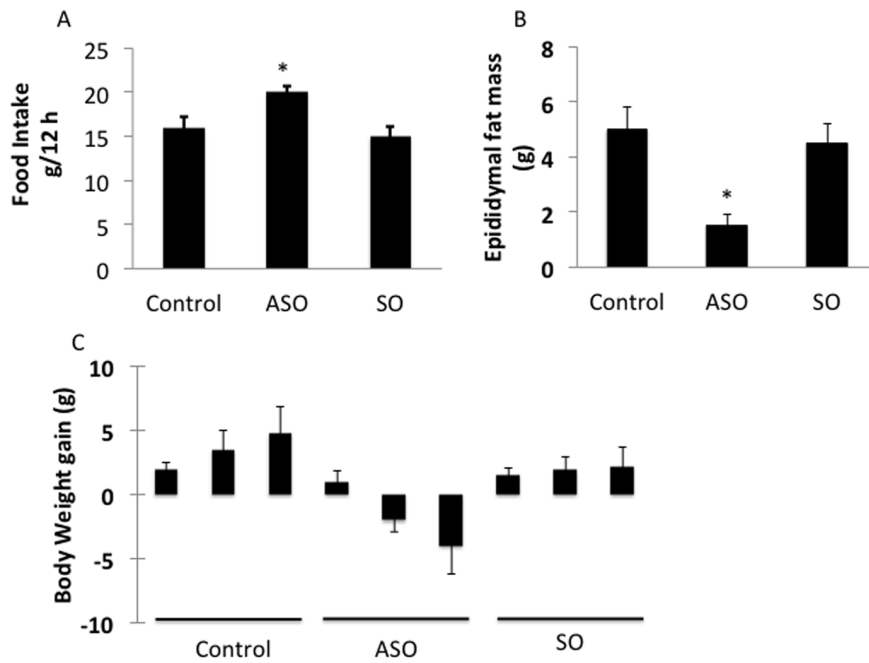 A
Food Intake
g/12 h
25
20
15
10
5
0
*
Control ASO SO
B
Epididymal fat mass
(g)
8
6
4
2
0
*
Control ASO SO
C
Body Weight gain (g)
10
5
0
-5
-10
Control ASO SO